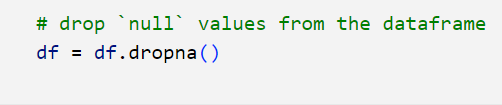 # drop `null` values from the dataframe
df = df.dropna()